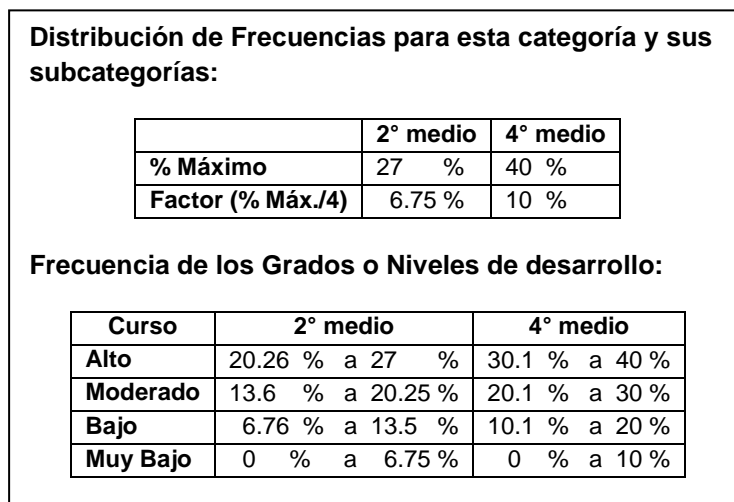 Distribución de Frecuencias para esta categoría y sus
subcategorías:
2° medio 4° medio
% Máximo 27 % 40 %
Factor (% Máx./4) 6.75 % 10 %
Frecuencia de los Grados o Niveles de desarrollo:
Curso 2° medio 4° medio
Alto 20.26 % a 27 % 30.1 % a 40 %
Moderado 13.6 % a 20.25 % 20.1 % a 30 %
Bajo 6.76 % a 13.5 % 10.1 % a 20 %
Muy Bajo 0 % a 6.75 % 0 % a 10 %